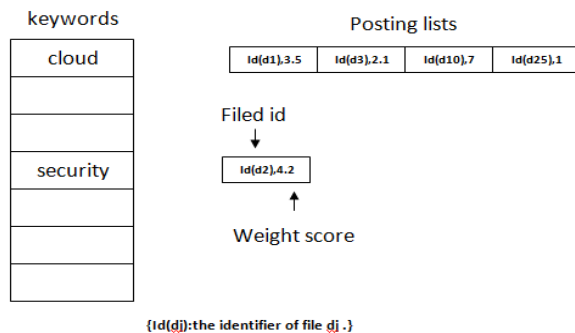 keywords
Posting lists
cloud
Id(d1),3.5 Id(d3),2.1 Id(d10),7 Id(d25),1
Filed id
security
Id(d2),4.2
Weight score
{Id(dj):the identifier of file dj .}